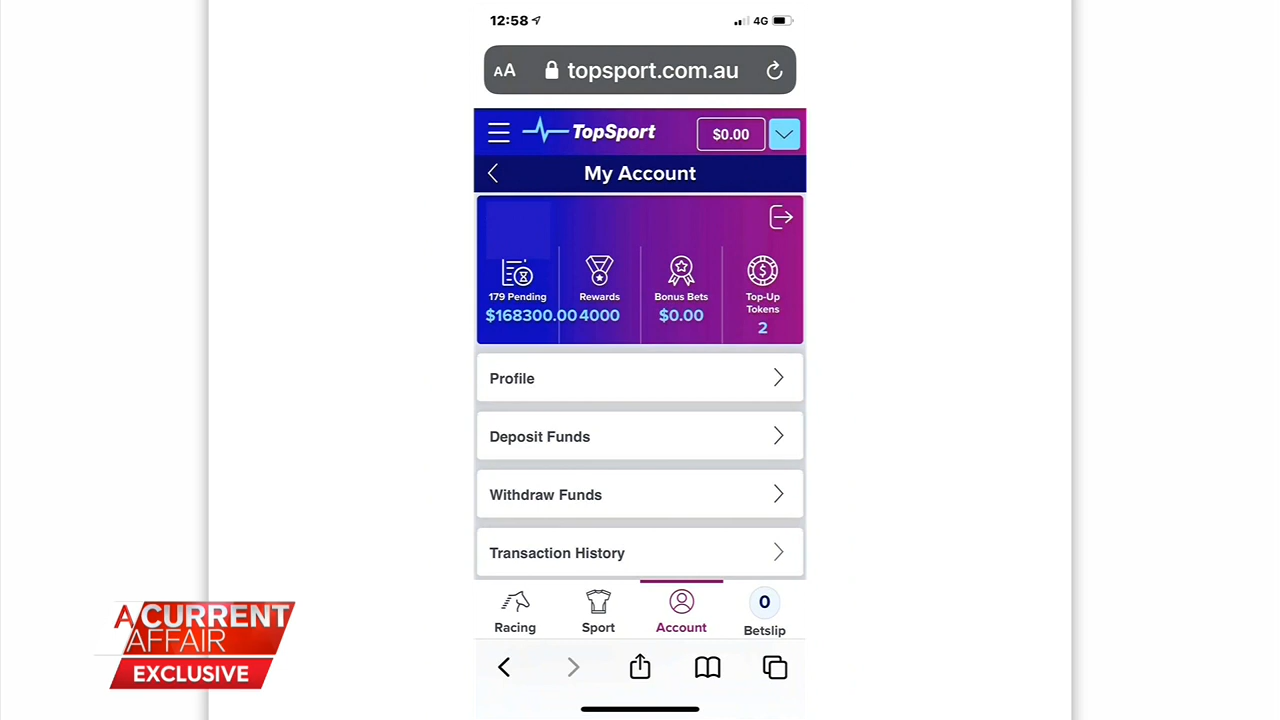 12:58
4G
AA topsport.com.au
TopSport
$0.00
My Account
179 Pending
$168300.00
Rewards
4000
Bonus Bets
$0.00
Top-Up
Tokens
2
Profile
Deposit Funds
Withdraw Funds
Transaction History
Racing
Sport
Account
0
Betslip
A CURRENT
AFFAIR
EXCLUSIVE